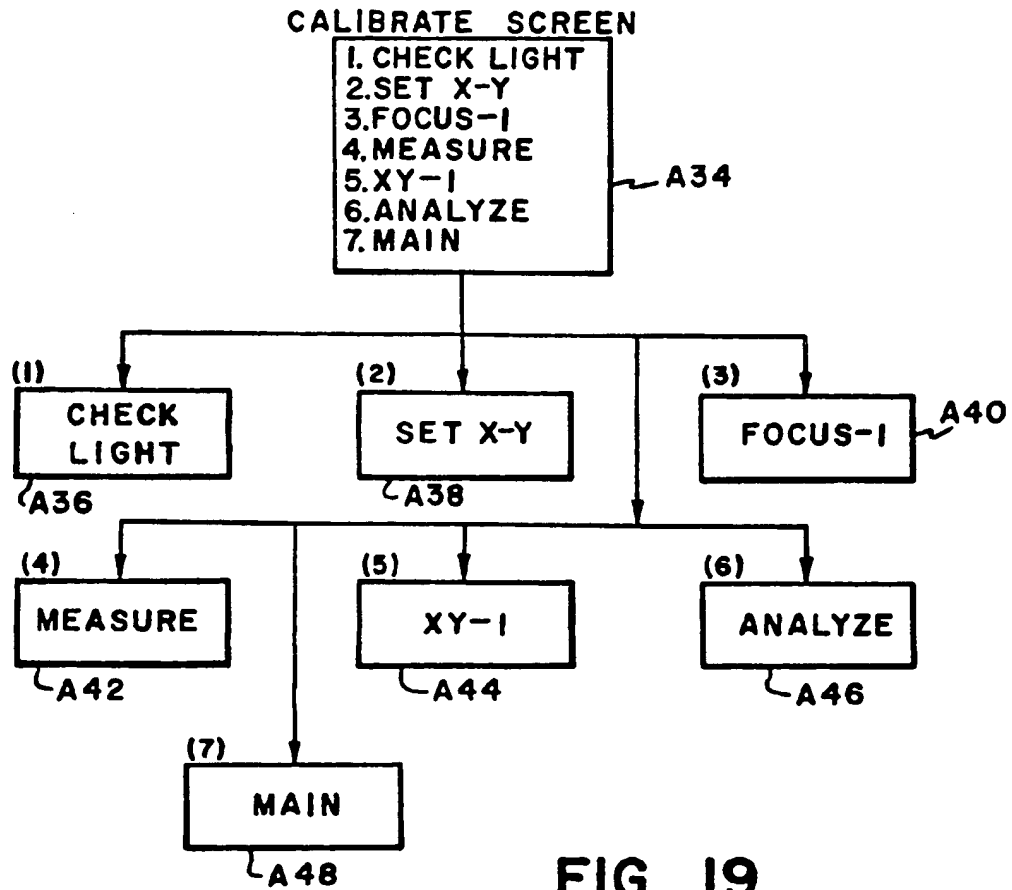 CALIBRATE SCREEN
1. CHECK LIGHT
2. SET X-Y
3. FOCUS-1
4. MEASURE
5. XY-1
6. ANALYZE
7. MAIN
A34
(1)
CHECK
LIGHT
A36
(2)
SET X-Y
A38
(3)
FOCUS-1
A40
(4)
MEASURE
A42
(5)
XY-1
A44
(6)
ANALYZE
A46
(7)
MAIN
A48
FIG 19